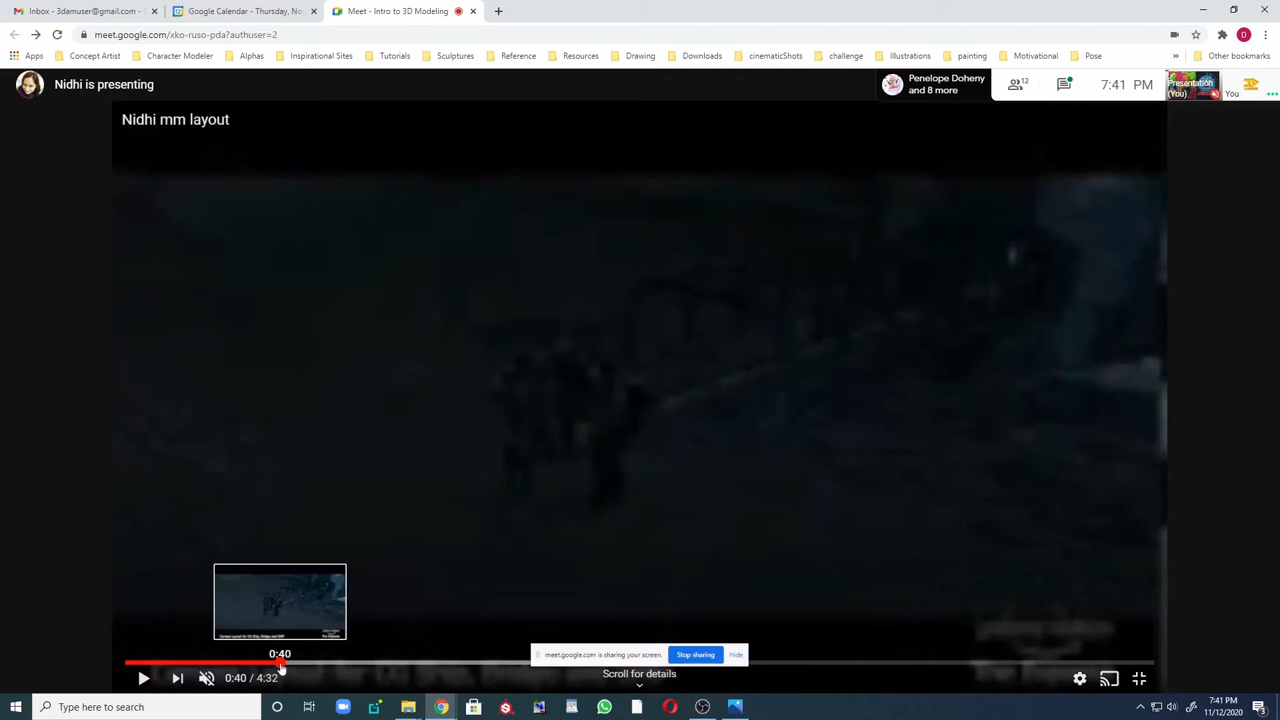 Inbox - 3damuser@gmail.com -
Google Calendar - Thursday, Nov
Meet - Intro to 3D Modeling
meet.google.com/xko-ruso-pda?authuser=2
D
Apps
Concept Artist
Character Modeler
Alphas
Inspirational Sites
Tutorials
Sculptures
Reference
Resources
Drawing
Downloads
cinematicShots
challenge
Illustrations
painting
Motivational
Pose
»
Other bookmarks
Nidhi is presenting
Penelope Doheny
and 8 more
12
7:41 PM
Presentation
(You)
You
Nidhi mm layout
0:40
0:40 / 4:32
meet.google.com is sharing your screen.
Stop sharing
Hide
Scroll for details
Type here to search
7:41 PM
11/12/2020
3